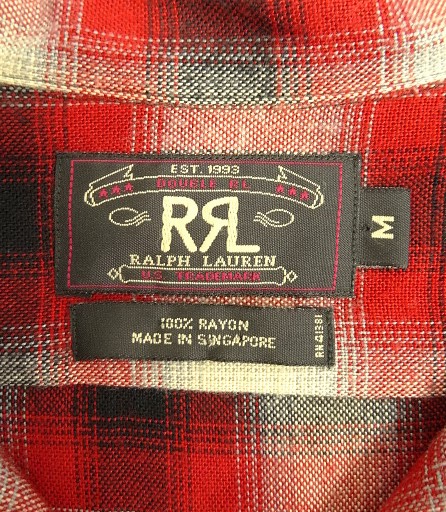 EST. 1993
DOUBLE RL
RRL
RALPH LAUREN
U.S. TRADEMARK
M
100% RAYON
MADE IN SINGAPORE
RN 41381